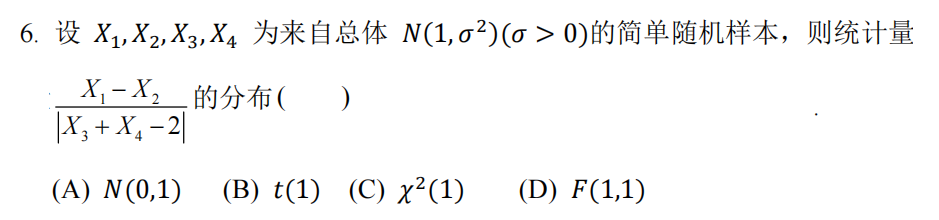 6. 设 X₁, X₂, X₃, X₄ 为来自总体 N(1, σ²)(σ > 0)的简单随机样本，则统计量
(X₁ − X₂)/|X₃ + X₄ − 2| 的分布(    )
(A) N(0,1) (B) t(1) (C) χ²(1) (D) F(1,1)